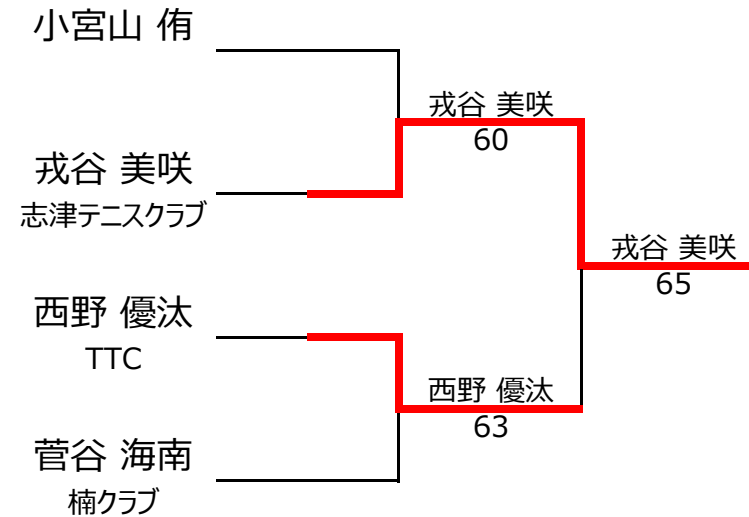 小宮山 侑
戎谷 美咲
志津テニスクラブ
西野 優汰
TTC
菅谷 海南
楠クラブ
戎谷 美咲
60
西野 優汰
63
戎谷 美咲
65